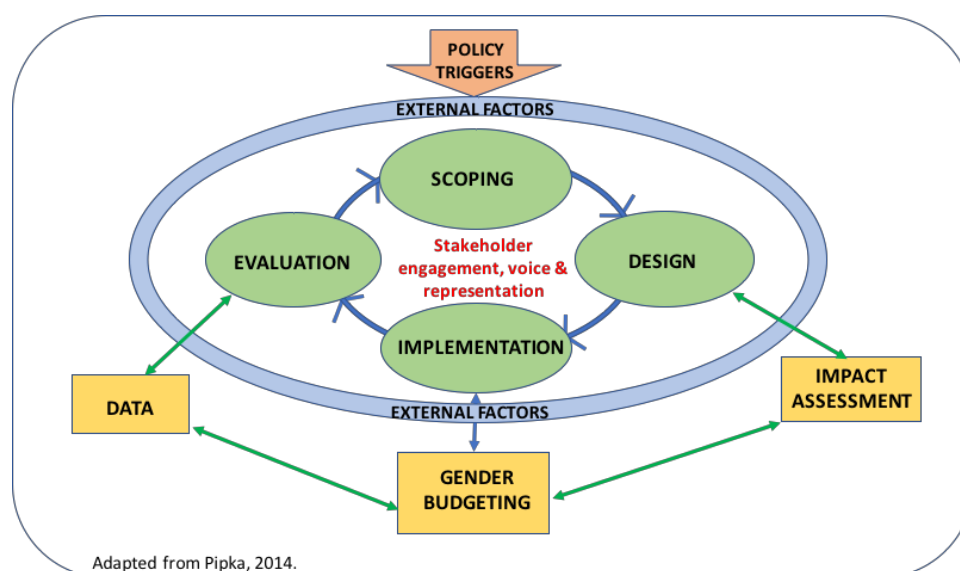 POLICY
TRIGGERS
EXTERNAL FACTORS
SCOPING
EVALUATION
Stakeholder
engagement, voice &
representation
DESIGN
IMPLEMENTATION
EXTERNAL FACTORS
DATA
IMPACT
ASSESSMENT
GENDER
BUDGETING
Adapted from Pipka, 2014.